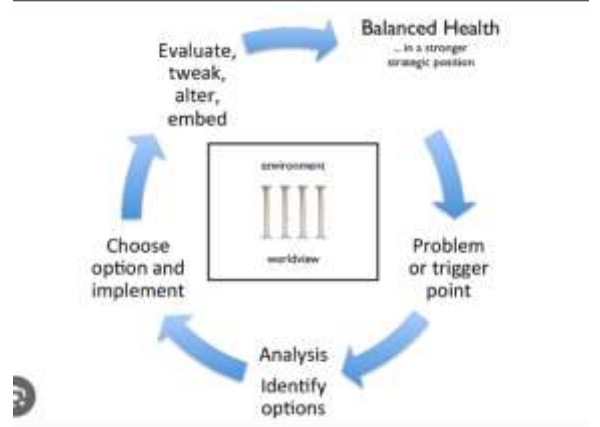 Balanced Health
... in a stronger
strategic position
Problem
or trigger
point
Analysis
Identify
options
Choose
option and
implement
Evaluate,
tweak,
alter,
embed
environment
worldview